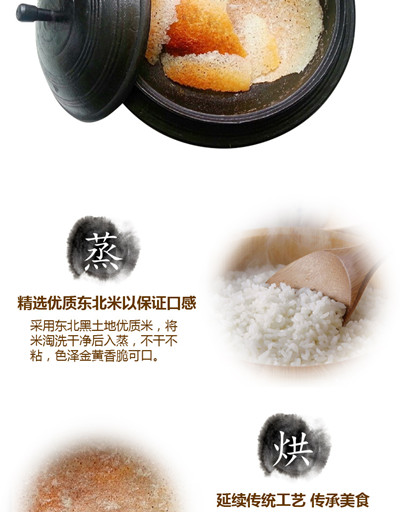 蒸
精选优质东北米以保证口感
采用东北黑土地优质米，将
米淘洗干净后入蒸，不干不
粘，色泽金黄香脆可口。
烘
延续传统工艺 传承美食